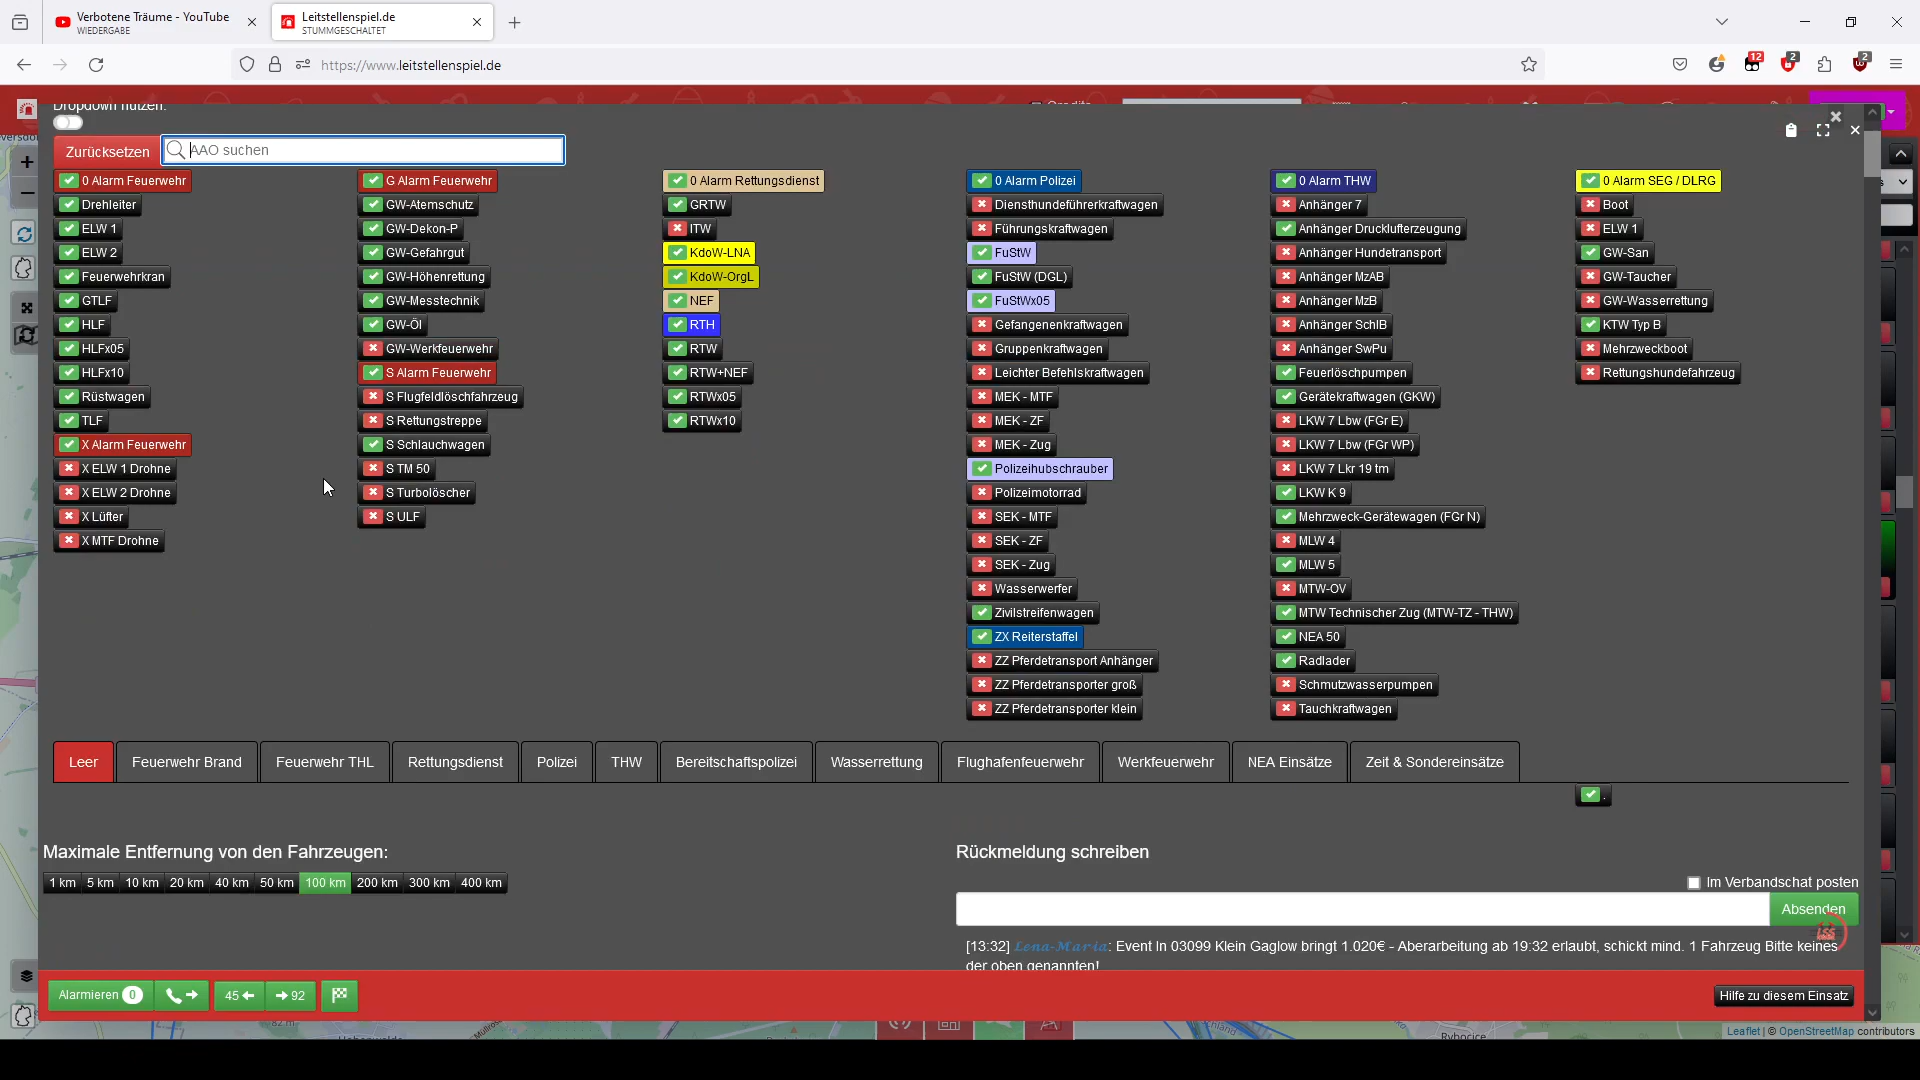 Verbotene Träume - YouTube
WIEDERGABE
Leitstellenspiel.de
STUMMGESCHALTET
https://www.leitstellenspiel.de
12
2
2
Dropdown nutzen:
Credits
Zurücksetzen
AAO suchen
0 Alarm Feuerwehr
Drehleiter
ELW 1
ELW 2
Feuerwehrkran
GTLF
HLF
HLFx05
HLFx10
Rüstwagen
TLF
X Alarm Feuerwehr
X ELW 1 Drohne
X ELW 2 Drohne
X Lüfter
X MTF Drohne
G Alarm Feuerwehr
GW-Atemschutz
GW-Dekon-P
GW-Gefahrgut
GW-Höhenrettung
GW-Messtechnik
GW-Öl
GW-Werkfeuerwehr
S Alarm Feuerwehr
S Flugfeldlöschfahrzeug
S Rettungstreppe
S Schlauchwagen
S TM 50
S Turbolöscher
S ULF
0 Alarm Rettungsdienst
GRTW
ITW
KdoW-LNA
KdoW-OrgL
NEF
RTH
RTW
RTW+NEF
RTWx05
RTWx10
0 Alarm Polizei
Diensthundeführerkraftwagen
Führungskraftwagen
FuStW
FuStW (DGL)
FuStWx05
Gefangenenkraftwagen
Gruppenkraftwagen
Leichter Befehlskraftwagen
MEK - MTF
MEK - ZF
MEK - Zug
Polizeihubschrauber
Polizeimotorrad
SEK - MTF
SEK - ZF
SEK - Zug
Wasserwerfer
Zivilstreifenwagen
ZX Reiterstaffel
ZZ Pferdetransport Anhänger
ZZ Pferdetransporter groß
ZZ Pferdetransporter klein
0 Alarm THW
Anhänger 7
Anhänger Drucklufterzeugung
Anhänger Hundetransport
Anhänger MzAB
Anhänger MzB
Anhänger SchlB
Anhänger SwPu
Feuerlöschpumpen
Gerätekraftwagen (GKW)
LKW 7 Lbw (FGr E)
LKW 7 Lbw (FGr WP)
LKW 7 Lkr 19 tm
LKW K 9
Mehrzweck-Gerätewagen (FGr N)
MLW 4
MLW 5
MTW-OV
MTW Technischer Zug (MTW-TZ - THW)
NEA 50
Radlader
Schmutzwasserpumpen
Tauchkraftwagen
0 Alarm SEG / DLRG
Boot
ELW 1
GW-San
GW-Taucher
GW-Wasserrettung
KTW Typ B
Mehrzweckboot
Rettungshundefahrzeug
Leer
Feuerwehr Brand
Feuerwehr THL
Rettungsdienst
Polizei
THW
Bereitschaftspolizei
Wasserrettung
Flughafenfeuerwehr
Werkfeuerwehr
NEA Einsätze
Zeit & Sondereinsätze
.
Maximale Entfernung von den Fahrzeugen:
1 km 5 km 10 km 20 km 40 km 50 km 100 km 200 km 300 km 400 km
Rückmeldung schreiben
Im Verbandschat posten
Absenden
LSS
[13:32] Lena-Maria: Event In 03099 Klein Gaglow bringt 1.020€ - Aberarbeitung ab 19:32 erlaubt, schickt mind. 1 Fahrzeug Bitte keines
der oben genannten!
Alarmieren 0
45
92
Hilfe zu diesem Einsatz
Leaflet | © OpenStreetMap contributors